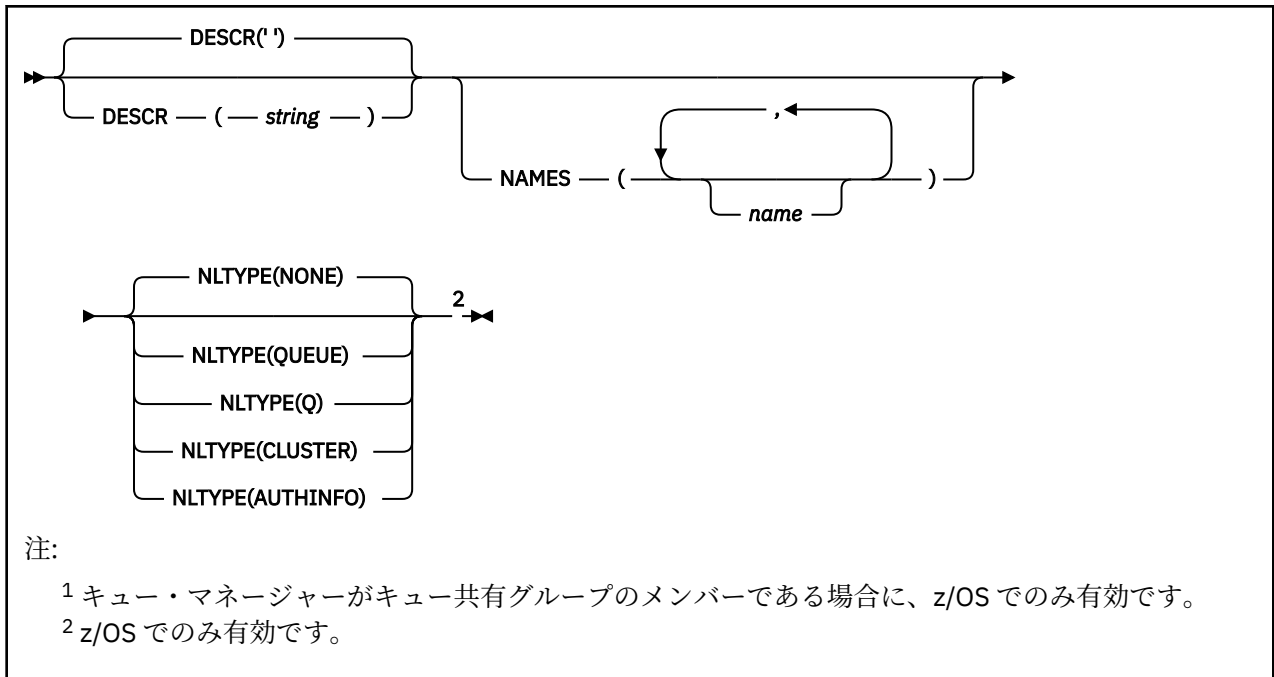 DESCR(' ')
DESCR — ( — string — )
,
NAMES — ( )
name
NLTYPE(NONE)
2
NLTYPE(QUEUE)
NLTYPE(Q)
NLTYPE(CLUSTER)
NLTYPE(AUTHINFO)
注:
1 キュー・マネージャーがキュー共有グループのメンバーである場合に、z/OS でのみ有効です。
2 z/OS でのみ有効です。